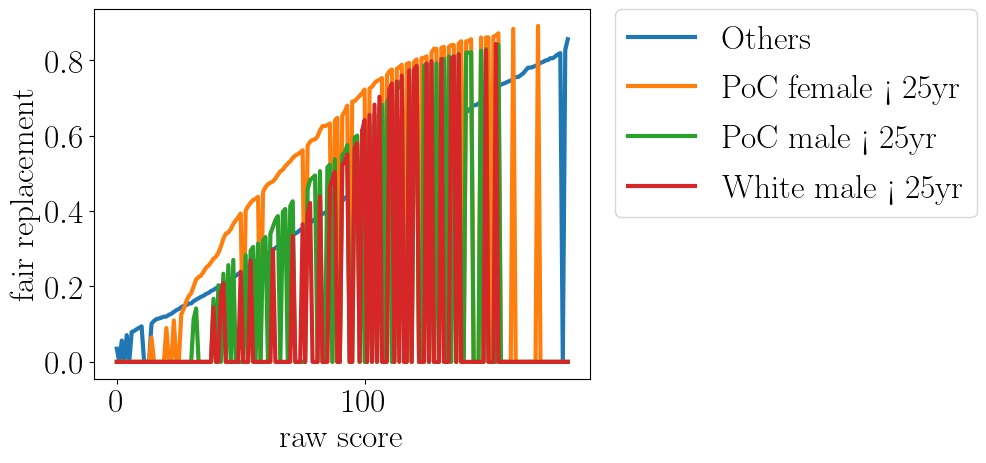 0.8
0.6
0.4
0.2
0.0
fair replacement
0
100
raw score
Others
PoC female < 25yr
PoC male < 25yr
White male < 25yr